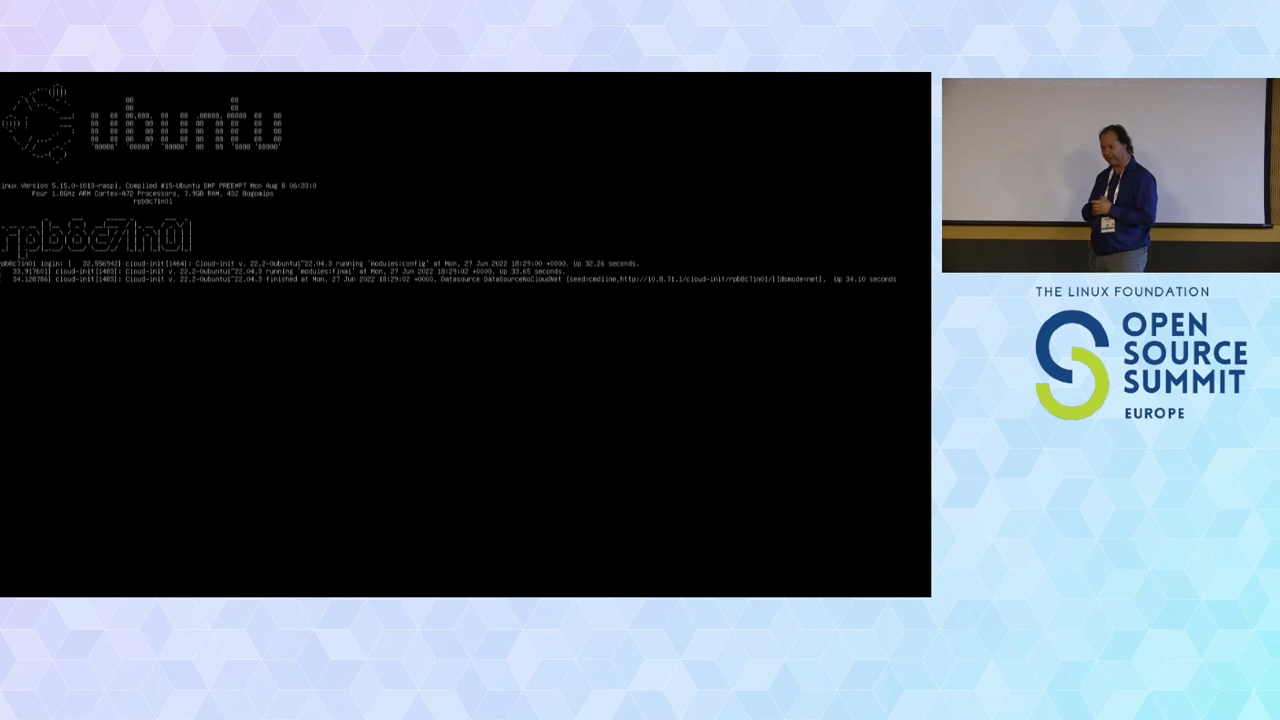 ubuntu
inux Version 5.15.0-1013-raspi, Compiled #15-Ubuntu SMP PREEMPT Mon Aug 8 06:33:0
Four 1.8GHz ARM Cortex-A72 Processors, 7.9GB RAM, 432 Bogomips
rpb8c71n01
rpb8c71n01
rpb8c71n01 login: [ 32.556942] cloud-init[1464]: Cloud-init v. 22.2-0ubuntu1~22.04.3 running 'modules:config' at Mon, 27 Jun 2022 18:29:00 +0000. Up 32.26 seconds.
33.917601] cloud-init[1483]: Cloud-init v. 22.2-0ubuntu1~22.04.3 running 'modules:final' at Mon, 27 Jun 2022 18:29:02 +0000. Up 33.65 seconds.
34.120786] cloud-init[1483]: Cloud-init v. 22.2-0ubuntu1~22.04.3 finished at Mon, 27 Jun 2022 18:29:02 +0000. Datasource DataSourceNoCloudNet [seed=cmdline,http://10.8.71.1/cloud-init/rpb8c71n01/][dsmode=net]. Up 34.10 seconds
THE LINUX FOUNDATION
OPEN
SOURCE
SUMMIT
EUROPE